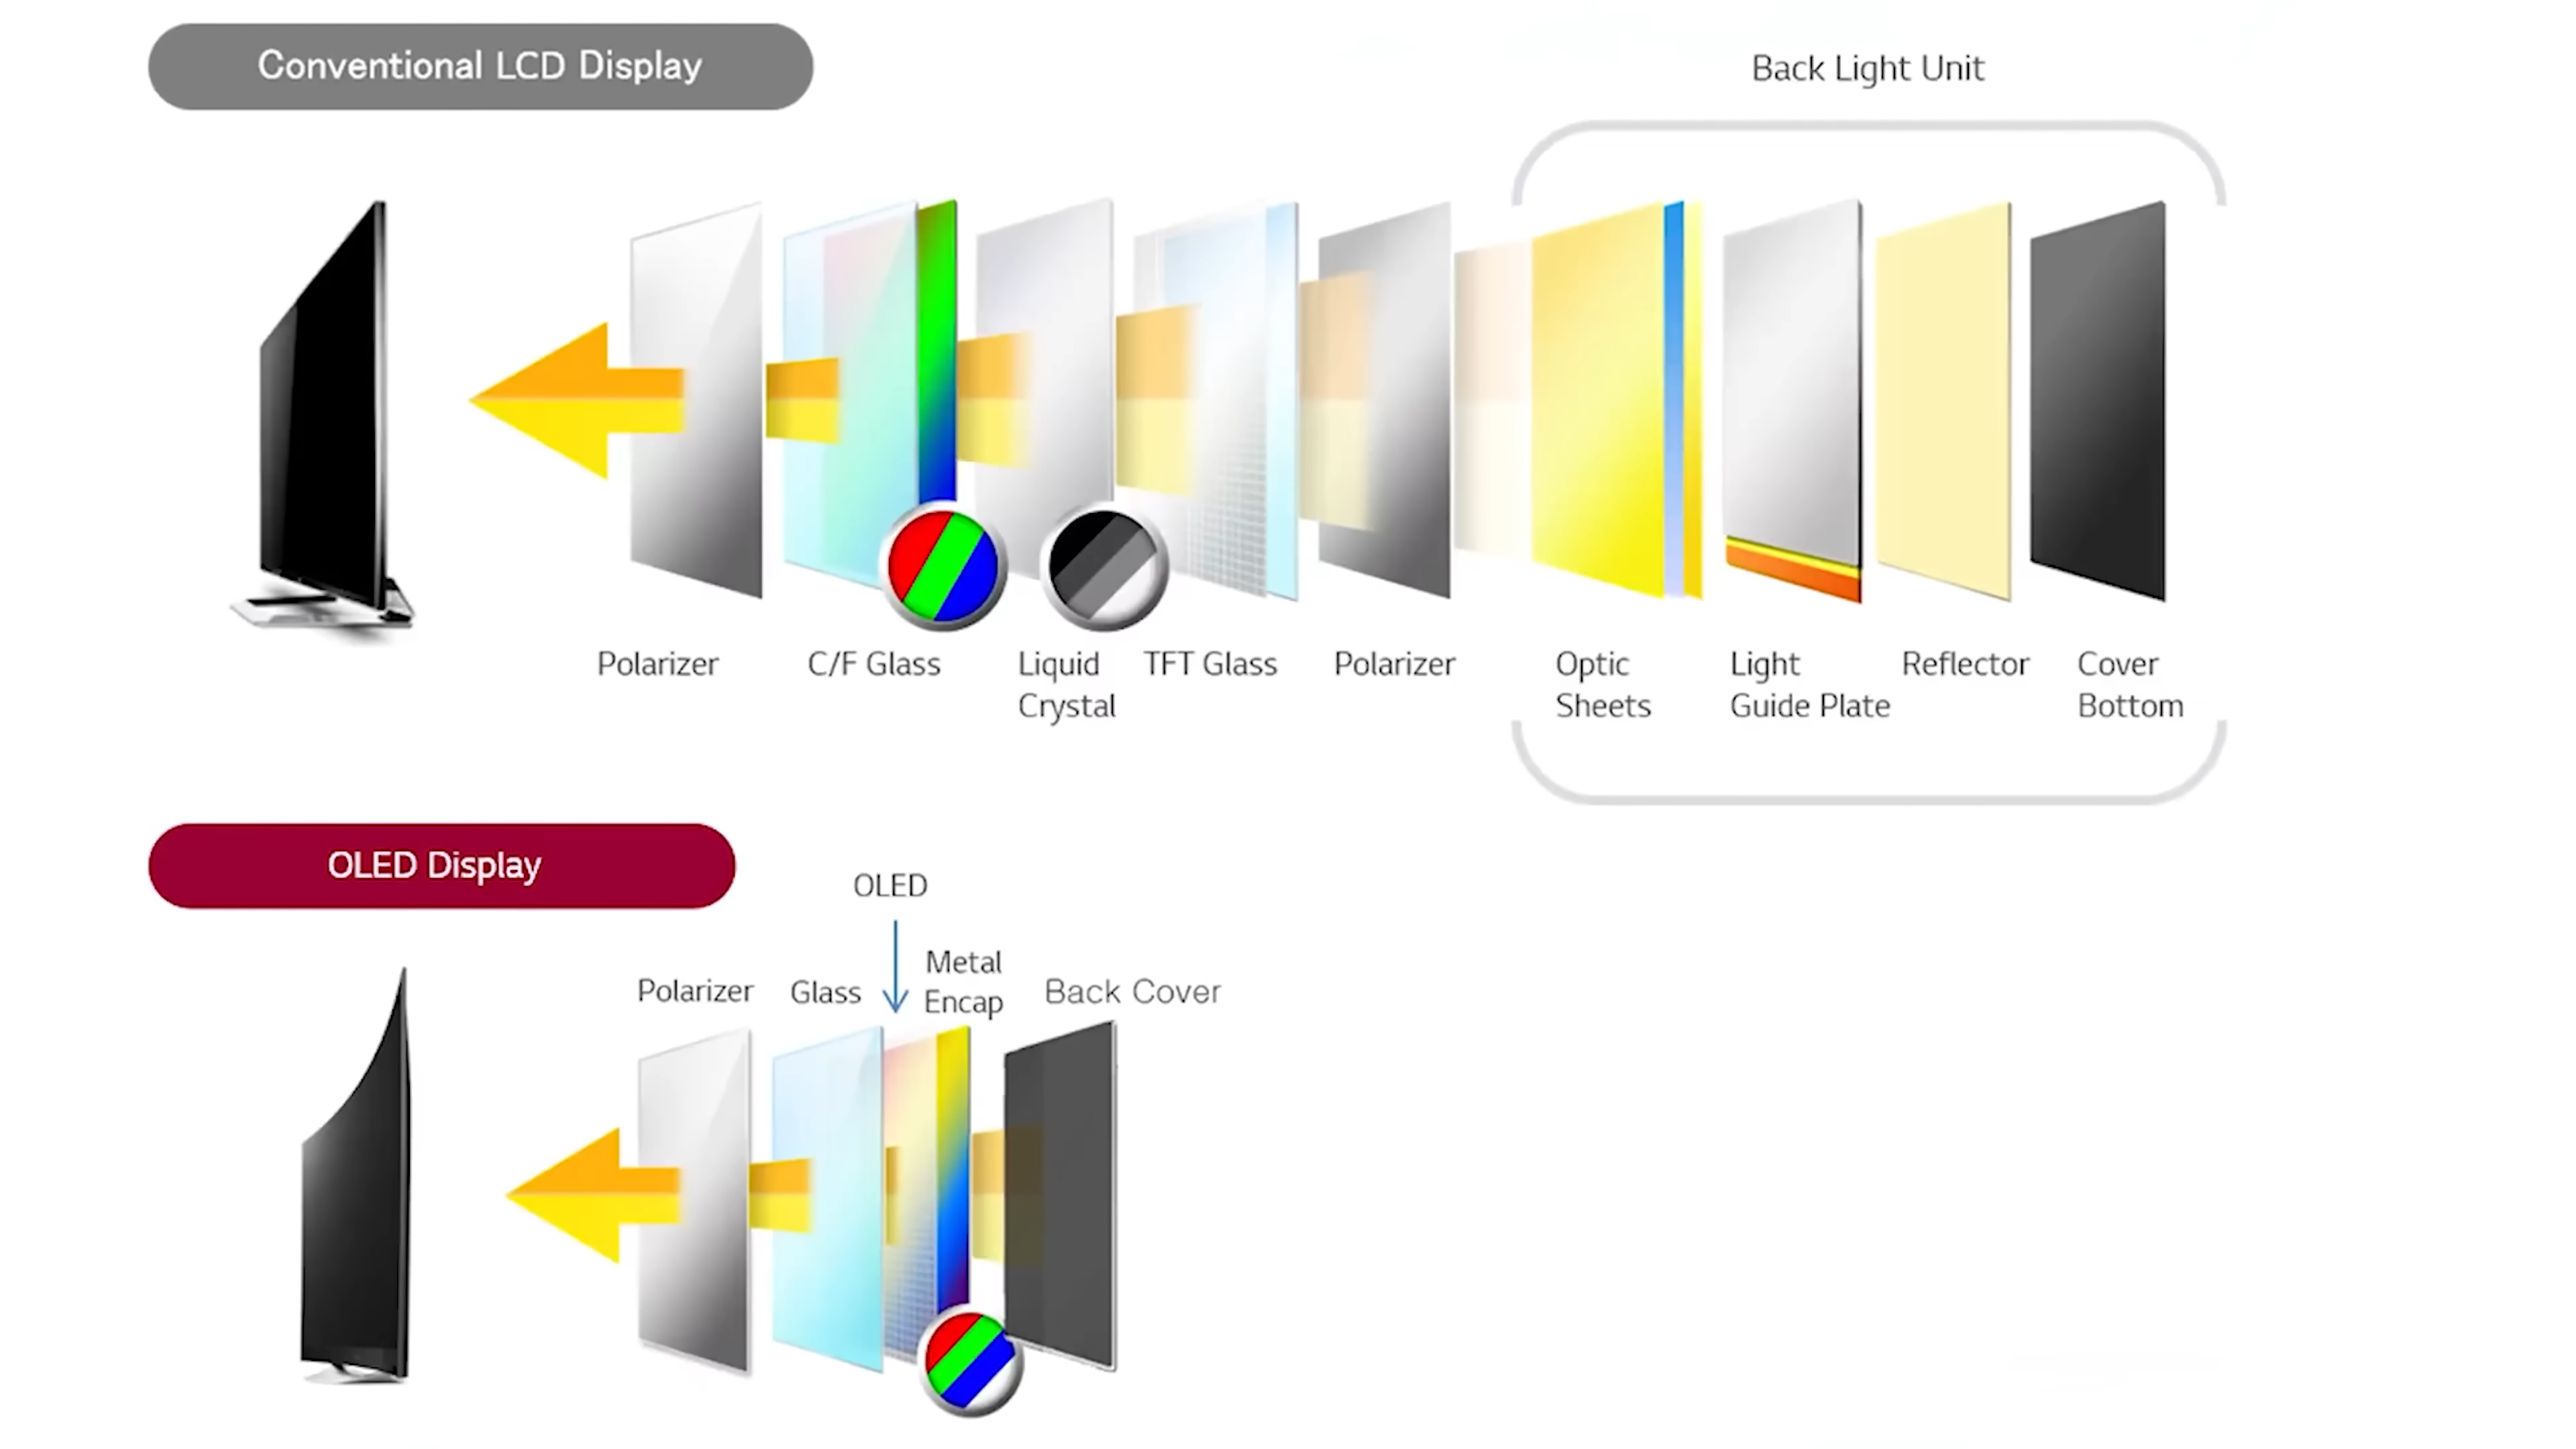 Conventional LCD Display
Back Light Unit
Polarizer
C/F Glass
Liquid
Crystal
TFT Glass
Polarizer
Optic
Sheets
Light
Guide Plate
Reflector
Cover
Bottom
OLED Display
OLED
Polarizer
Glass
Metal
Encap
Back Cover